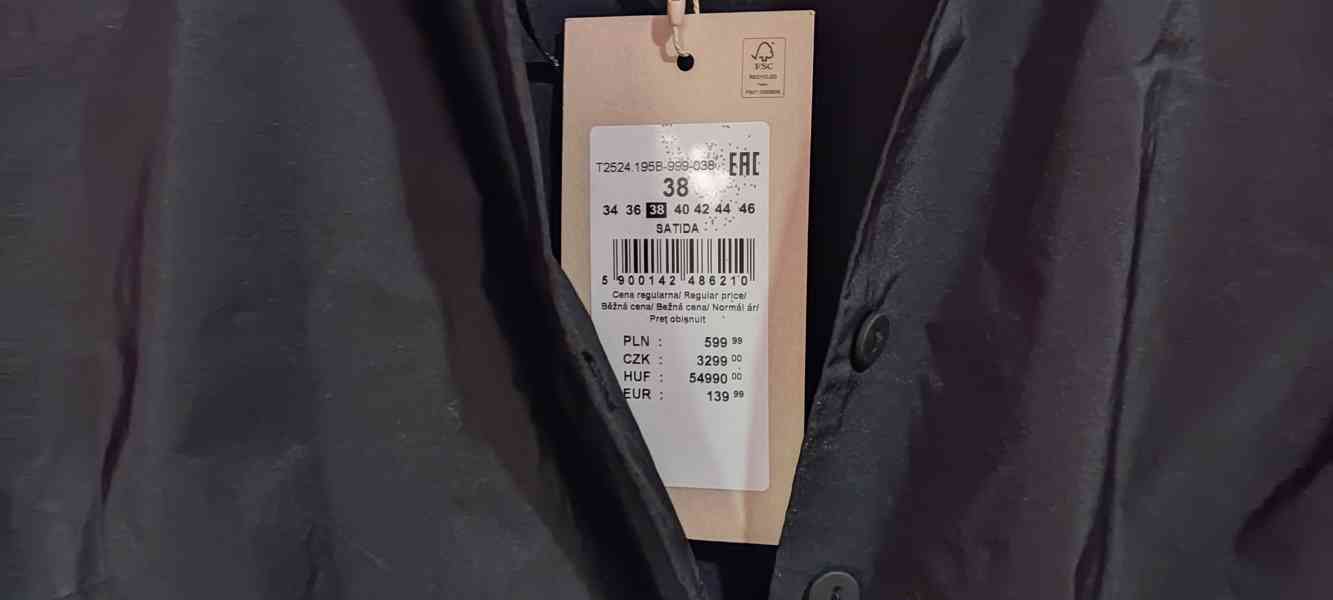 FSC
RECYCLED
T2524.195B-999-038
EAC
38
34 36 38 40 42 44 46
SATIDA
5 900142 486210
Cena regularna/ Regular price/
Běžná cena/ Bežná cena/ Normál ár/
Preţ obişnuit
PLN : 599 99
CZK : 3299 00
HUF : 54990 00
EUR : 139 99